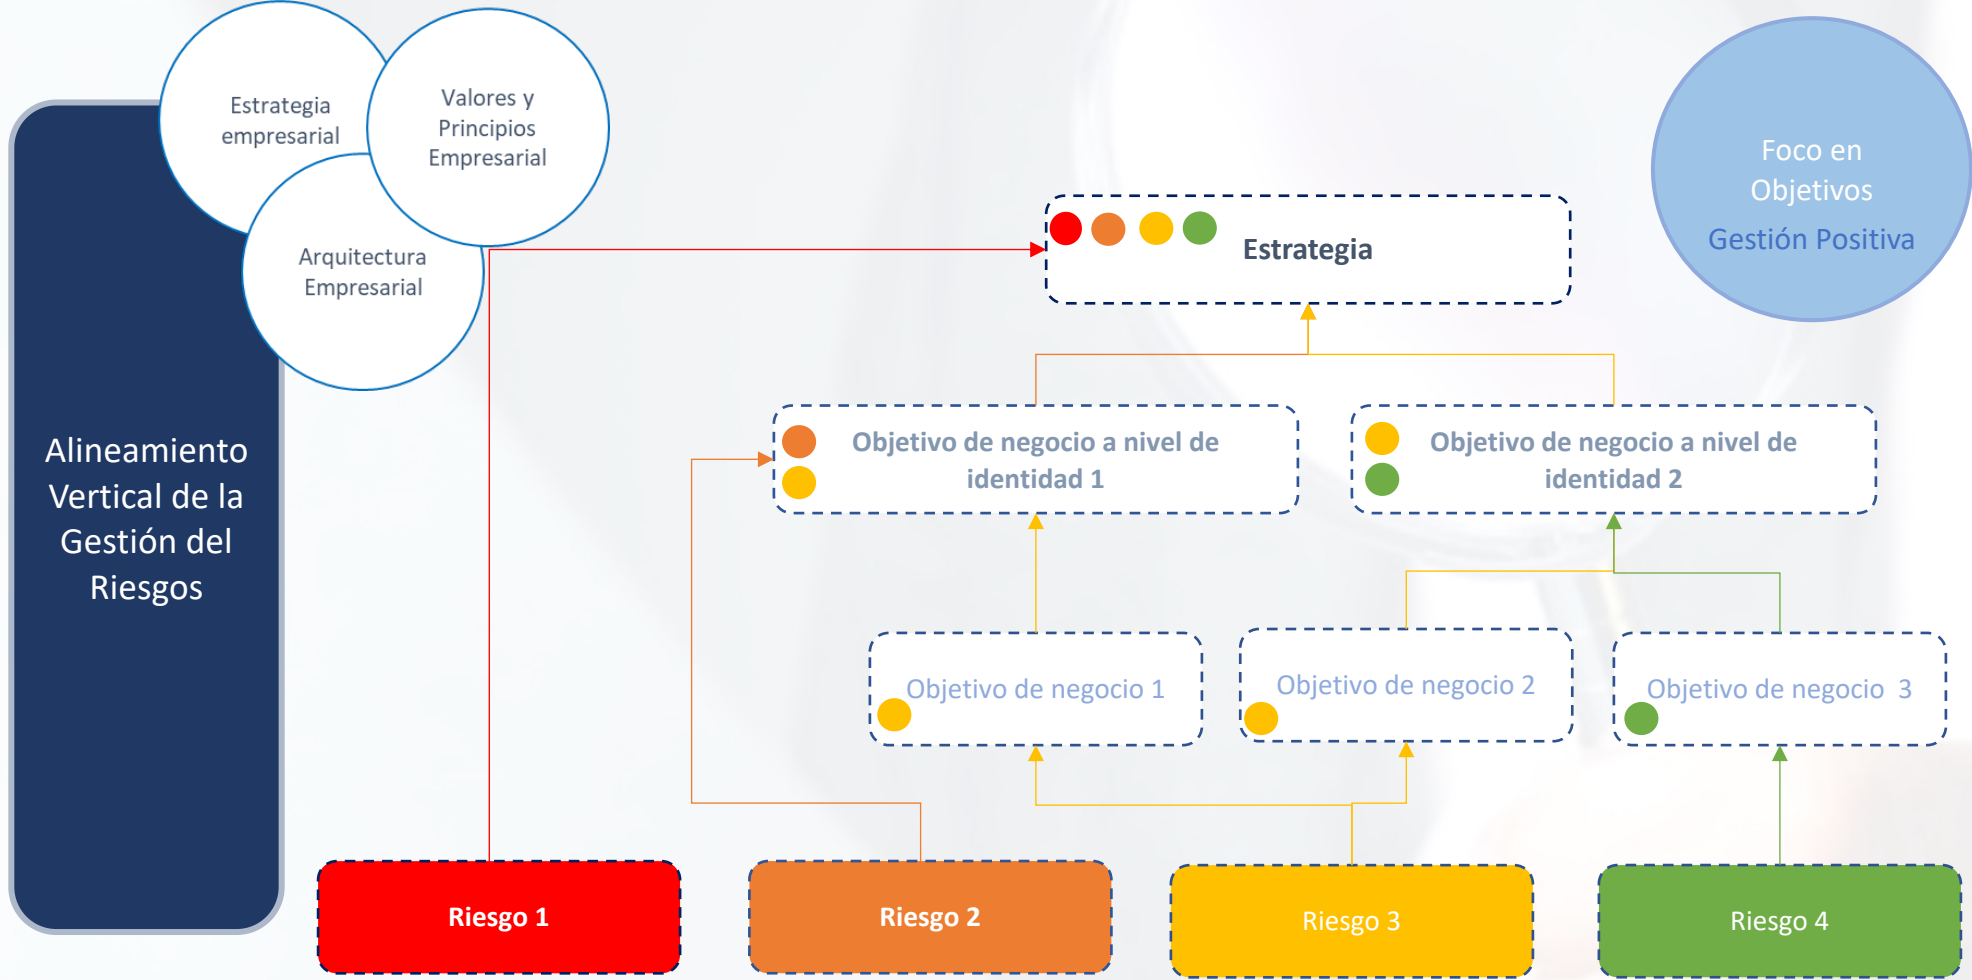 Estrategia
empresarial
Valores y
Principios
Empresarial
Arquitectura
Empresarial
Alineamiento
Vertical de la
Gestión del
Riesgos
Foco en
Objetivos
Gestión Positiva
Estrategia
Objetivo de negocio a nivel de
identidad 1
Objetivo de negocio a nivel de
identidad 2
Objetivo de negocio 1
Objetivo de negocio 2
Objetivo de negocio  3
Riesgo 1
Riesgo 2
Riesgo 3
Riesgo 4